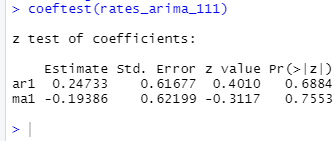 > coeftest(rates_arima_111)
z test of coefficients:
Estimate Std. Error z value Pr(>|z|)
ar1 0.24733 0.61677 0.4010 0.6884
ma1 -0.19386 0.62199 -0.3117 0.7553
>